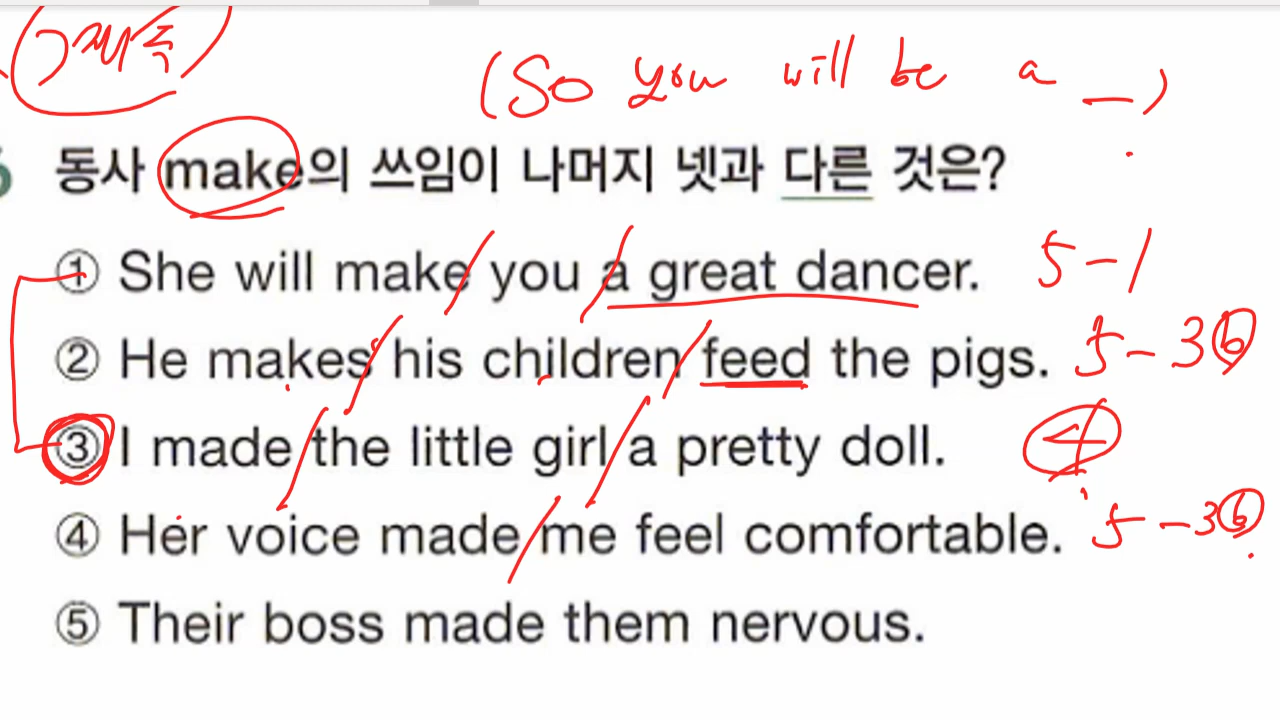 (So you will be a _)
동사 make의 쓰임이 나머지 넷과 다른 것은?
① She will make you a great dancer. 5-1
② He makes his children feed the pigs. 5-3ⓑ
③ I made the little girl a pretty doll. ④
④ Her voice made me feel comfortable. 5-3ⓑ
⑤ Their boss made them nervous.